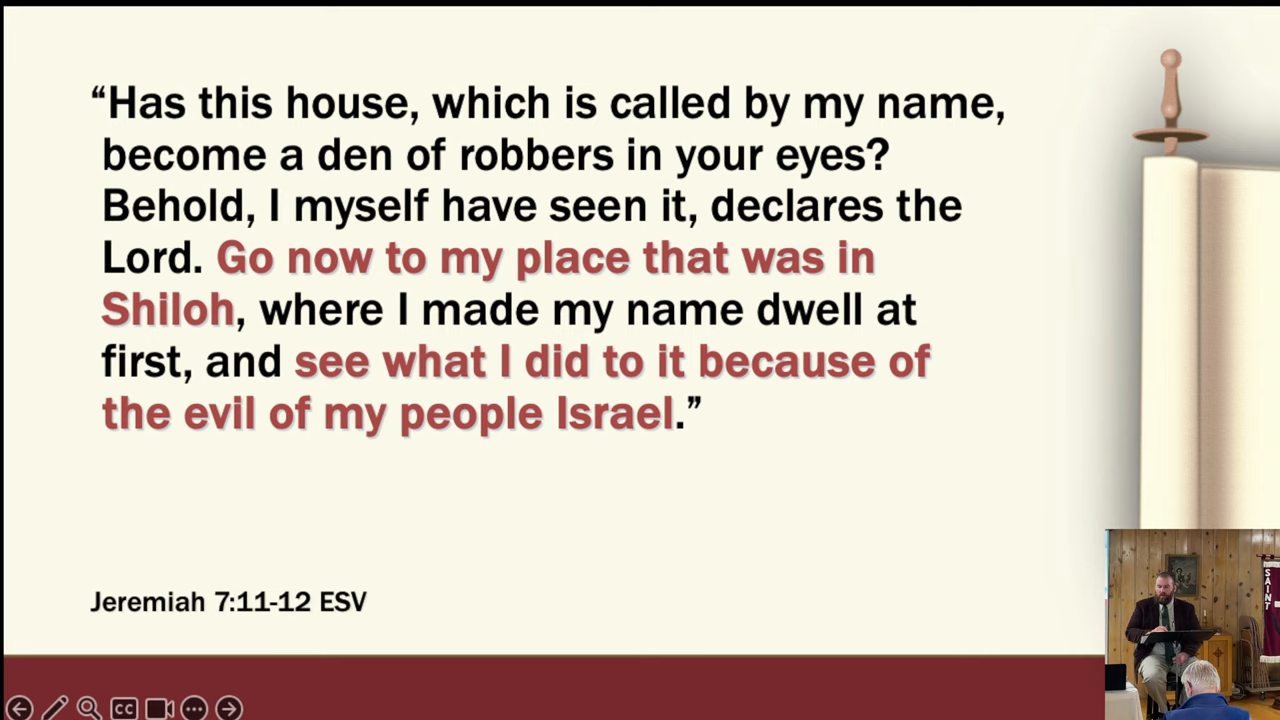 “Has this house, which is called by my name,
become a den of robbers in your eyes?
Behold, I myself have seen it, declares the
Lord. Go now to my place that was in
Shiloh, where I made my name dwell at
first, and see what I did to it because of
the evil of my people Israel.”
Jeremiah 7:11-12 ESV
SAINT
CC